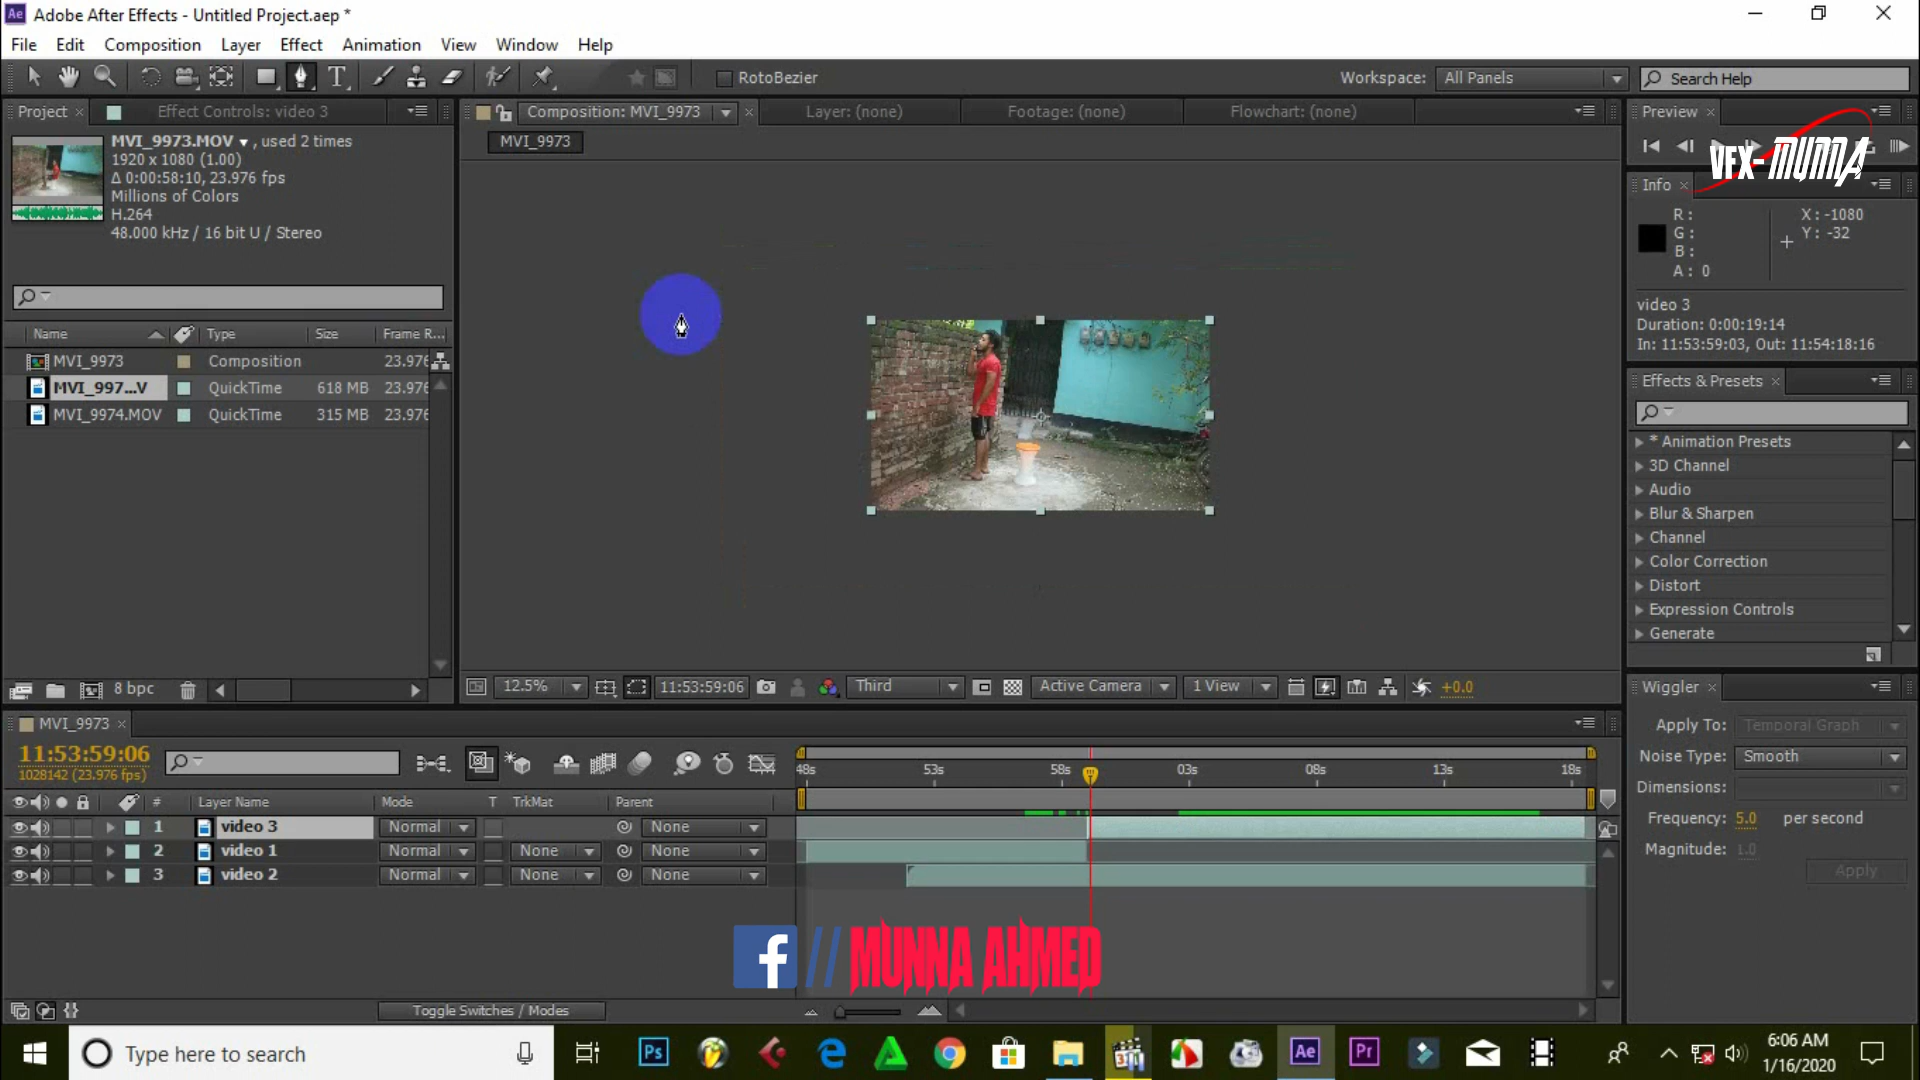 Adobe After Effects - Untitled Project.aep *
File Edit Composition Layer Effect Animation View Window Help
RotoBezier
Workspace: All Panels
Search Help
Project
Effect Controls: video 3
MVI_9973.MOV , used 2 times
1920 x 1080 (1.00)
Δ 0:00:58:10, 23.976 fps
Millions of Colors
H.264
48.000 kHz / 16 bit U / Stereo
Name Type Size Frame R...
MVI_9973 Composition 23.976
MVI_997...V QuickTime 618 MB 23.976
MVI_9974.MOV QuickTime 315 MB 23.976
8 bpc
Composition: MVI_9973
Layer: (none)
Footage: (none)
Flowchart: (none)
MVI_9973
12.5% 11:53:59:06 Third Active Camera 1 View +0.0
Preview
VFX-MUNNA
Info
R :
G :
B :
A : 0
X : -1080
Y : -32
video 3
Duration: 0:00:19:14
In: 11:53:59:03, Out: 11:54:18:16
Effects & Presets
* Animation Presets
3D Channel
Audio
Blur & Sharpen
Channel
Color Correction
Distort
Expression Controls
Generate
Wiggler
Apply To: Temporal Graph
Noise Type: Smooth
Dimensions:
Frequency: 5.0 per second
Magnitude: 1.0
Apply
MVI_9973
11:53:59:06
1028142 (23.976 fps)
48s 53s 58s 03s 08s 13s 18s
# Layer Name Mode T TrkMat Parent
1 video 3 Normal None
2 video 1 Normal None None
3 video 2 Normal None None
f // MUNNA AHMED
Toggle Switches / Modes
Type here to search
Ps
Ae
Pr
6:06 AM
1/16/2020